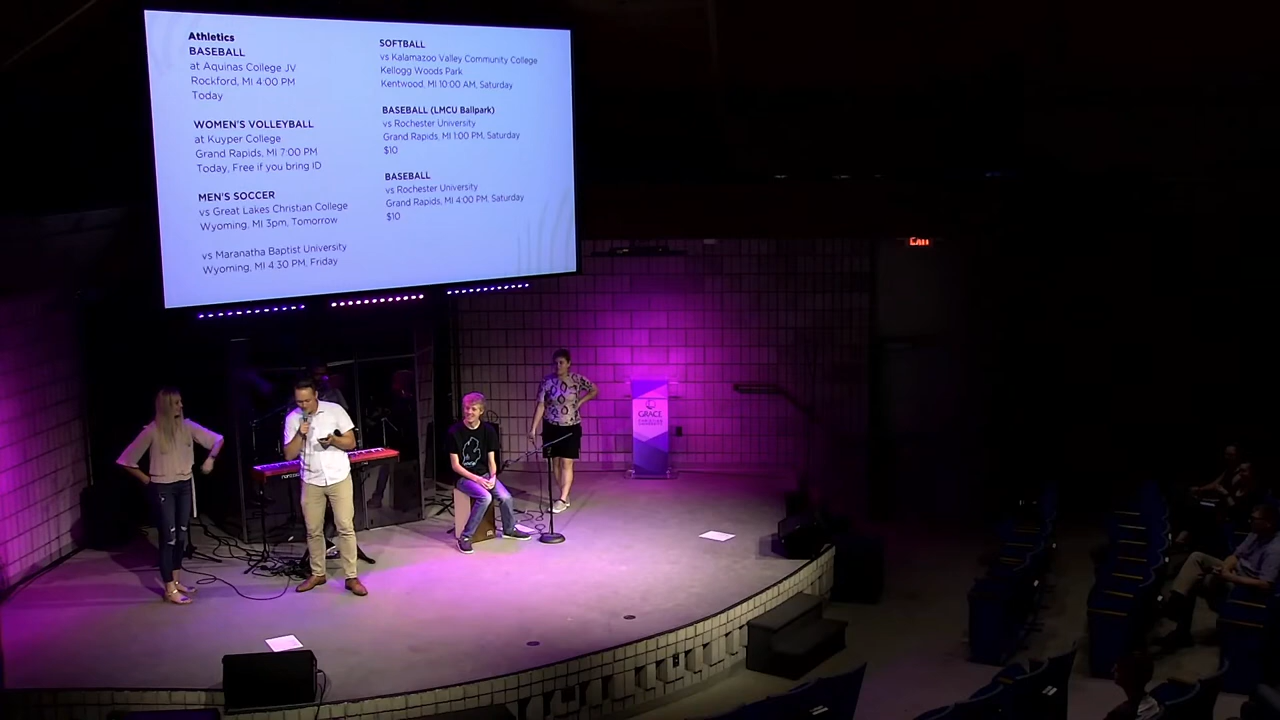 Athletics
BASEBALL
at Aquinas College JV
Rockford, MI 4:00 PM
Today
WOMEN'S VOLLEYBALL
at Kuyper College
Grand Rapids, MI 7:00 PM
Today, Free if you bring ID
MEN'S SOCCER
vs Great Lakes Christian College
Wyoming, MI 3pm, Tomorrow
vs Maranatha Baptist University
Wyoming, MI 4:30 PM, Friday
SOFTBALL
vs Kalamazoo Valley Community College
Kellogg Woods Park
Kentwood, MI 10:00 AM, Saturday
BASEBALL (LMCU Ballpark)
vs Rochester University
Grand Rapids, MI 1:00 PM, Saturday
$10
BASEBALL
vs Rochester University
Grand Rapids, MI 4:00 PM, Saturday
$10
GRACE
CHRISTIAN
UNIVERSITY